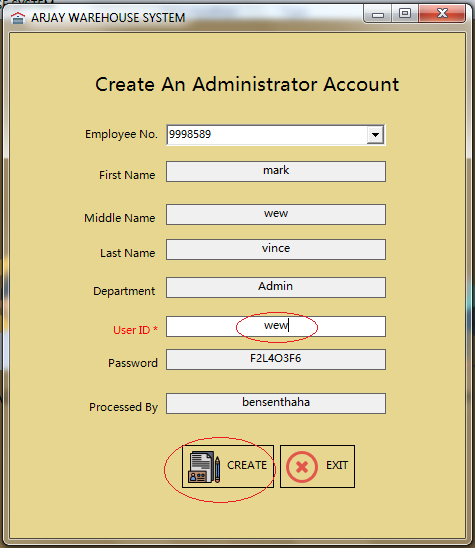 ARJAY WAREHOUSE SYSTEM
Create An Administrator Account
Employee No. 9998589
First Name mark
Middle Name wew
Last Name vince
Department Admin
User ID * wew
Password F2L4O3F6
Processed By bensenthaha
CREATE EXIT